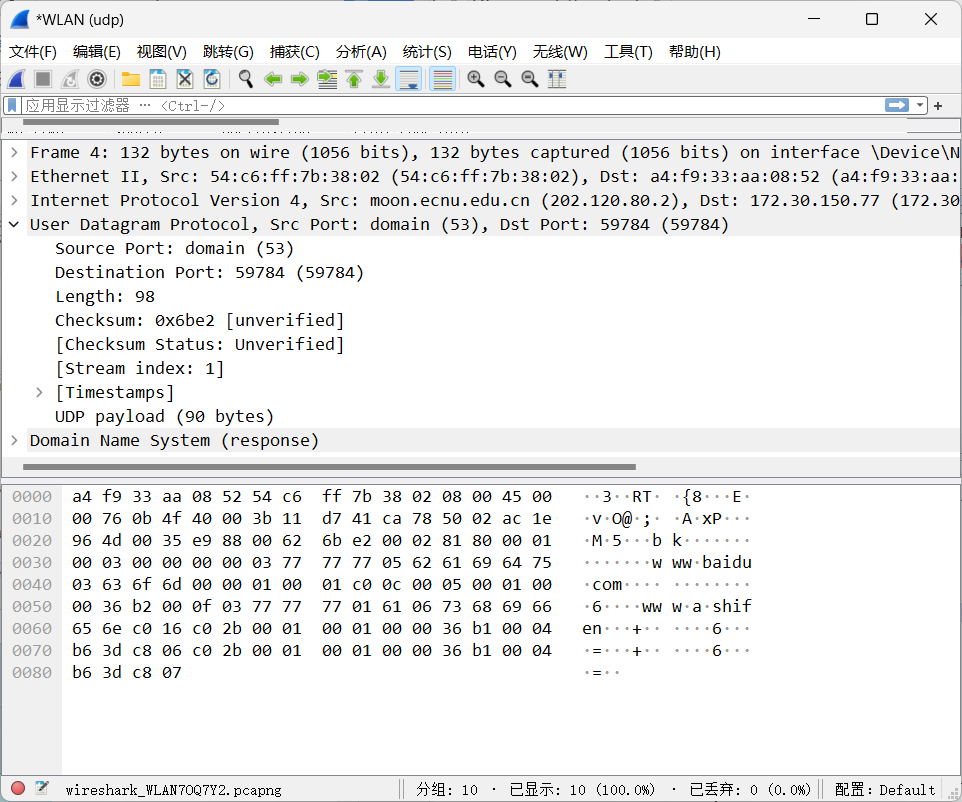 *WLAN (udp)
文件(F) 编辑(E) 视图(V) 跳转(G) 捕获(C) 分析(A) 统计(S) 电话(Y) 无线(W) 工具(T) 帮助(H)
应用显示过滤器 … <Ctrl-/>
Frame 4: 132 bytes on wire (1056 bits), 132 bytes captured (1056 bits) on interface \Device\N
Ethernet II, Src: 54:c6:ff:7b:38:02 (54:c6:ff:7b:38:02), Dst: a4:f9:33:aa:08:52 (a4:f9:33:aa:
Internet Protocol Version 4, Src: moon.ecnu.edu.cn (202.120.80.2), Dst: 172.30.150.77 (172.30
User Datagram Protocol, Src Port: domain (53), Dst Port: 59784 (59784)
Source Port: domain (53)
Destination Port: 59784 (59784)
Length: 98
Checksum: 0x6be2 [unverified]
[Checksum Status: Unverified]
[Stream index: 1]
[Timestamps]
UDP payload (90 bytes)
Domain Name System (response)
0000 a4 f9 33 aa 08 52 54 c6 ff 7b 38 02 08 00 45 00 ··3··RT· ·{8···E·
0010 00 76 0b 4f 40 00 3b 11 d7 41 ca 78 50 02 ac 1e ·v·O@·;· ·A·xP···
0020 96 4d 00 35 e9 88 00 62 6b e2 00 02 81 80 00 01 ·M·5···b k·······
0030 00 03 00 00 00 00 03 77 77 77 05 62 61 69 64 75 ·······w ww·baidu
0040 03 63 6f 6d 00 00 01 00 01 c0 0c 00 05 00 01 00 ·com···· ········
0050 00 36 b2 00 0f 03 77 77 77 01 61 06 73 68 69 66 ·6····ww w·a·shif
0060 65 6e c0 16 c0 2b 00 01 00 01 00 00 36 b1 00 04 en···+·· ····6···
0070 b6 3d c8 06 c0 2b 00 01 00 01 00 00 36 b1 00 04 ·=···+·· ····6···
0080 b6 3d c8 07 ·=··
wireshark_WLAN7OQ7Y2.pcapng 分组: 10 · 已显示: 10 (100.0%) · 已丢弃: 0 (0.0%) 配置: Default